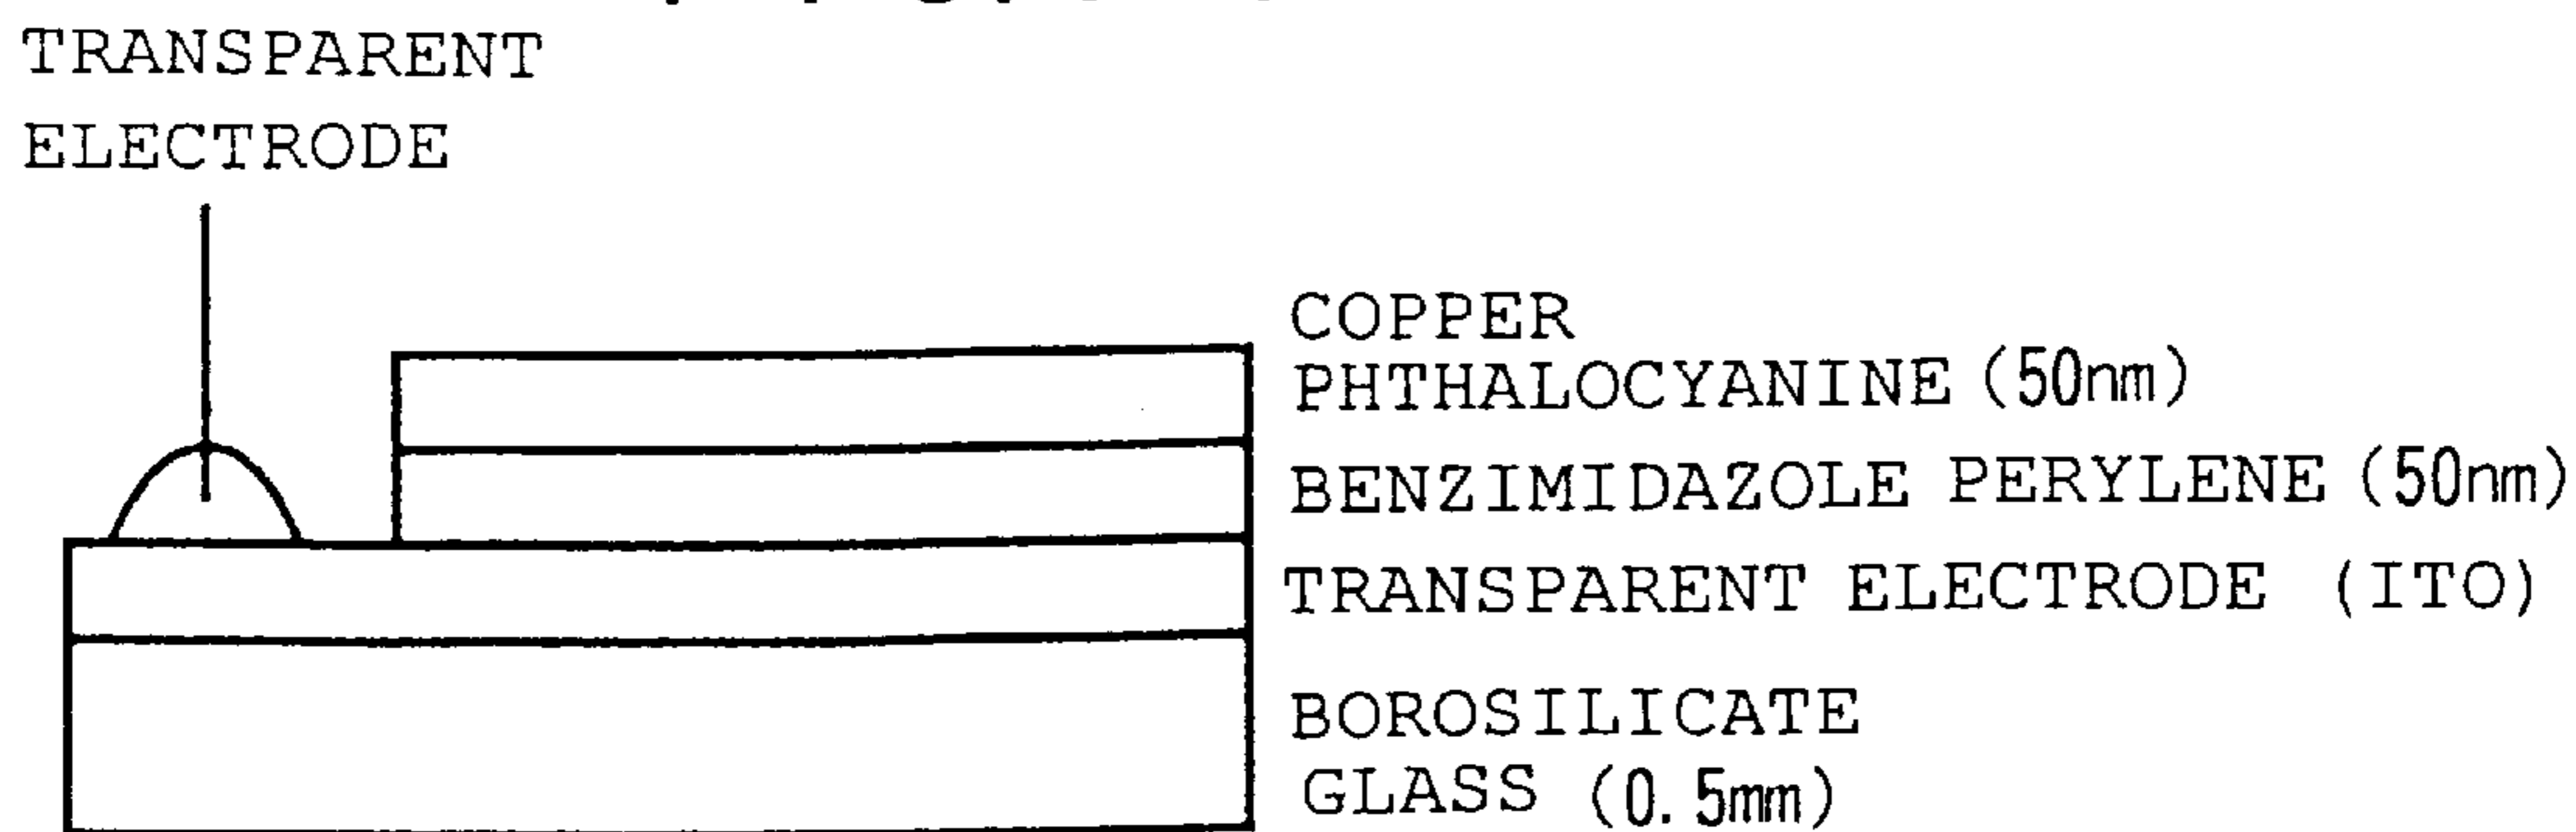 TRANSPARENT
ELECTRODE
COPPER
PHTHALOCYANINE (50nm)
BENZIMIDAZOLE PERYLENE (50nm)
TRANSPARENT ELECTRODE (ITO)
BOROSILICATE
GLASS (0.5mm)